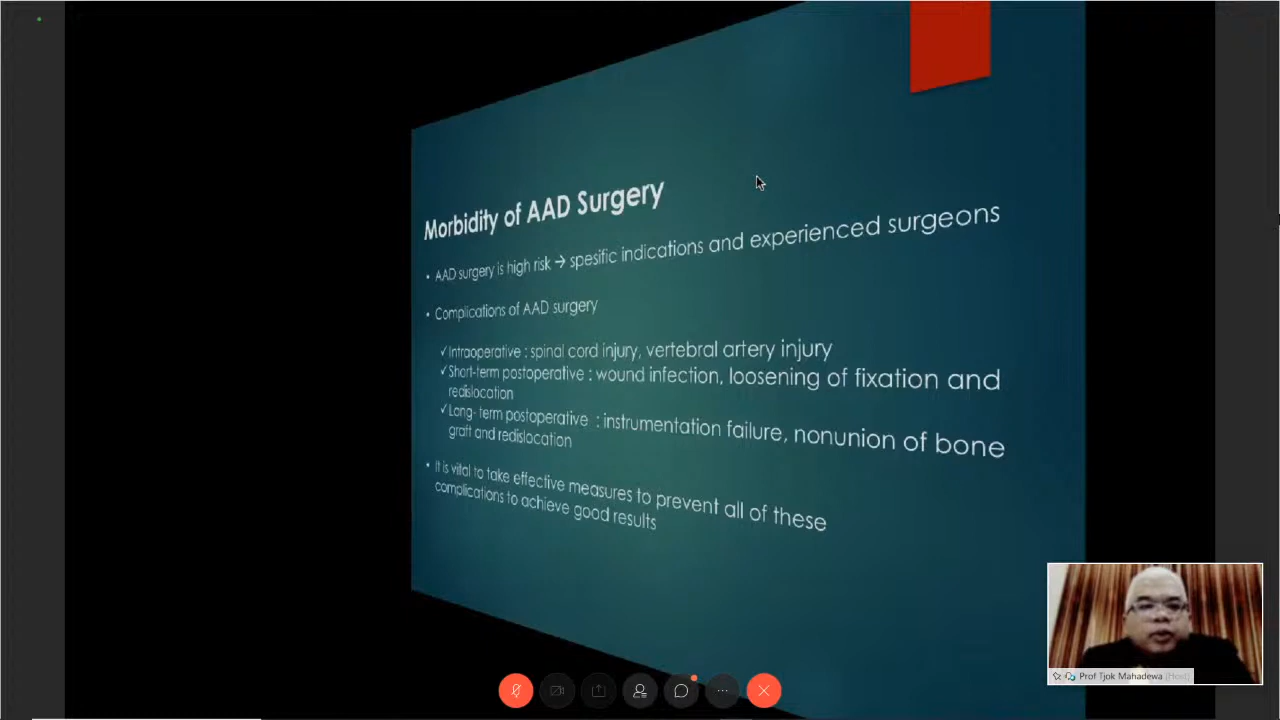 Morbidity of AAD Surgery
• AAD surgery is high risk → spesific indications and experienced surgeons
• Complications of AAD surgery
✓Intraoperative : spinal cord injury, vertebral artery injury
✓Short-term postoperative : wound infection, loosening of fixation and
redislocation
✓Long- term postoperative : instrumentation failure, nonunion of bone
graft and redislocation
• It is vital to take effective measures to prevent all of these
complications to achieve good results
Prof Tjok Mahadewa (Host)